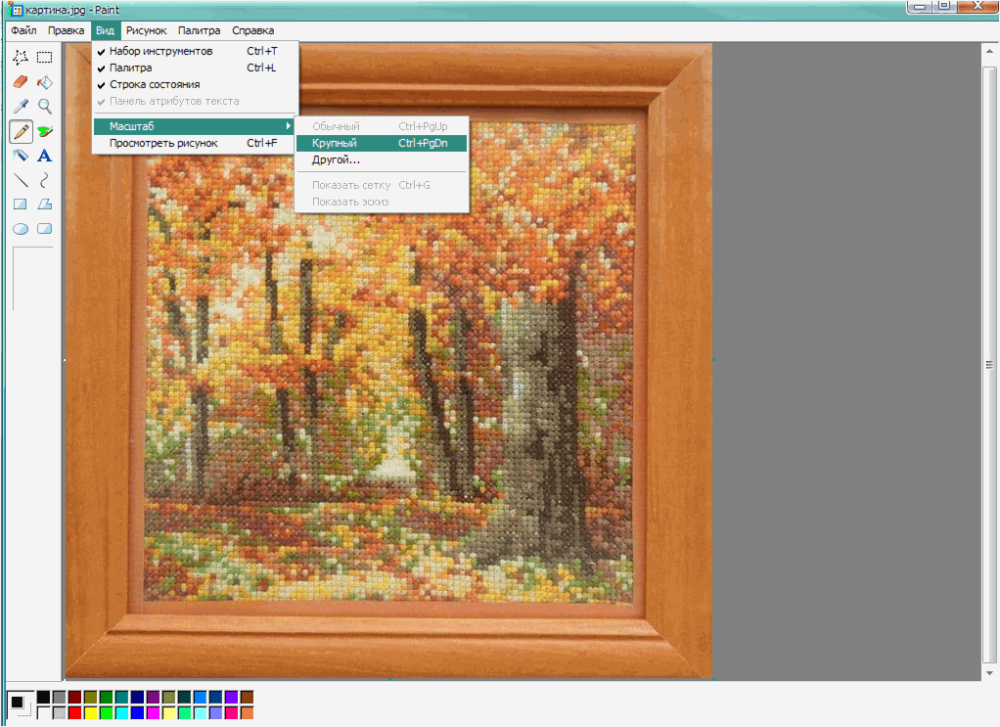 картина.jpg - Paint
Файл Правка Вид Рисунок Палитра Справка
Набор инструментов Ctrl+T
Палитра Ctrl+L
Строка состояния
Панель атрибутов текста
Масштаб
Просмотреть рисунок Ctrl+F
Обычный Ctrl+PgUp
Крупный Ctrl+PgDn
Другой...
Показать сетку Ctrl+G
Показать эскиз
A